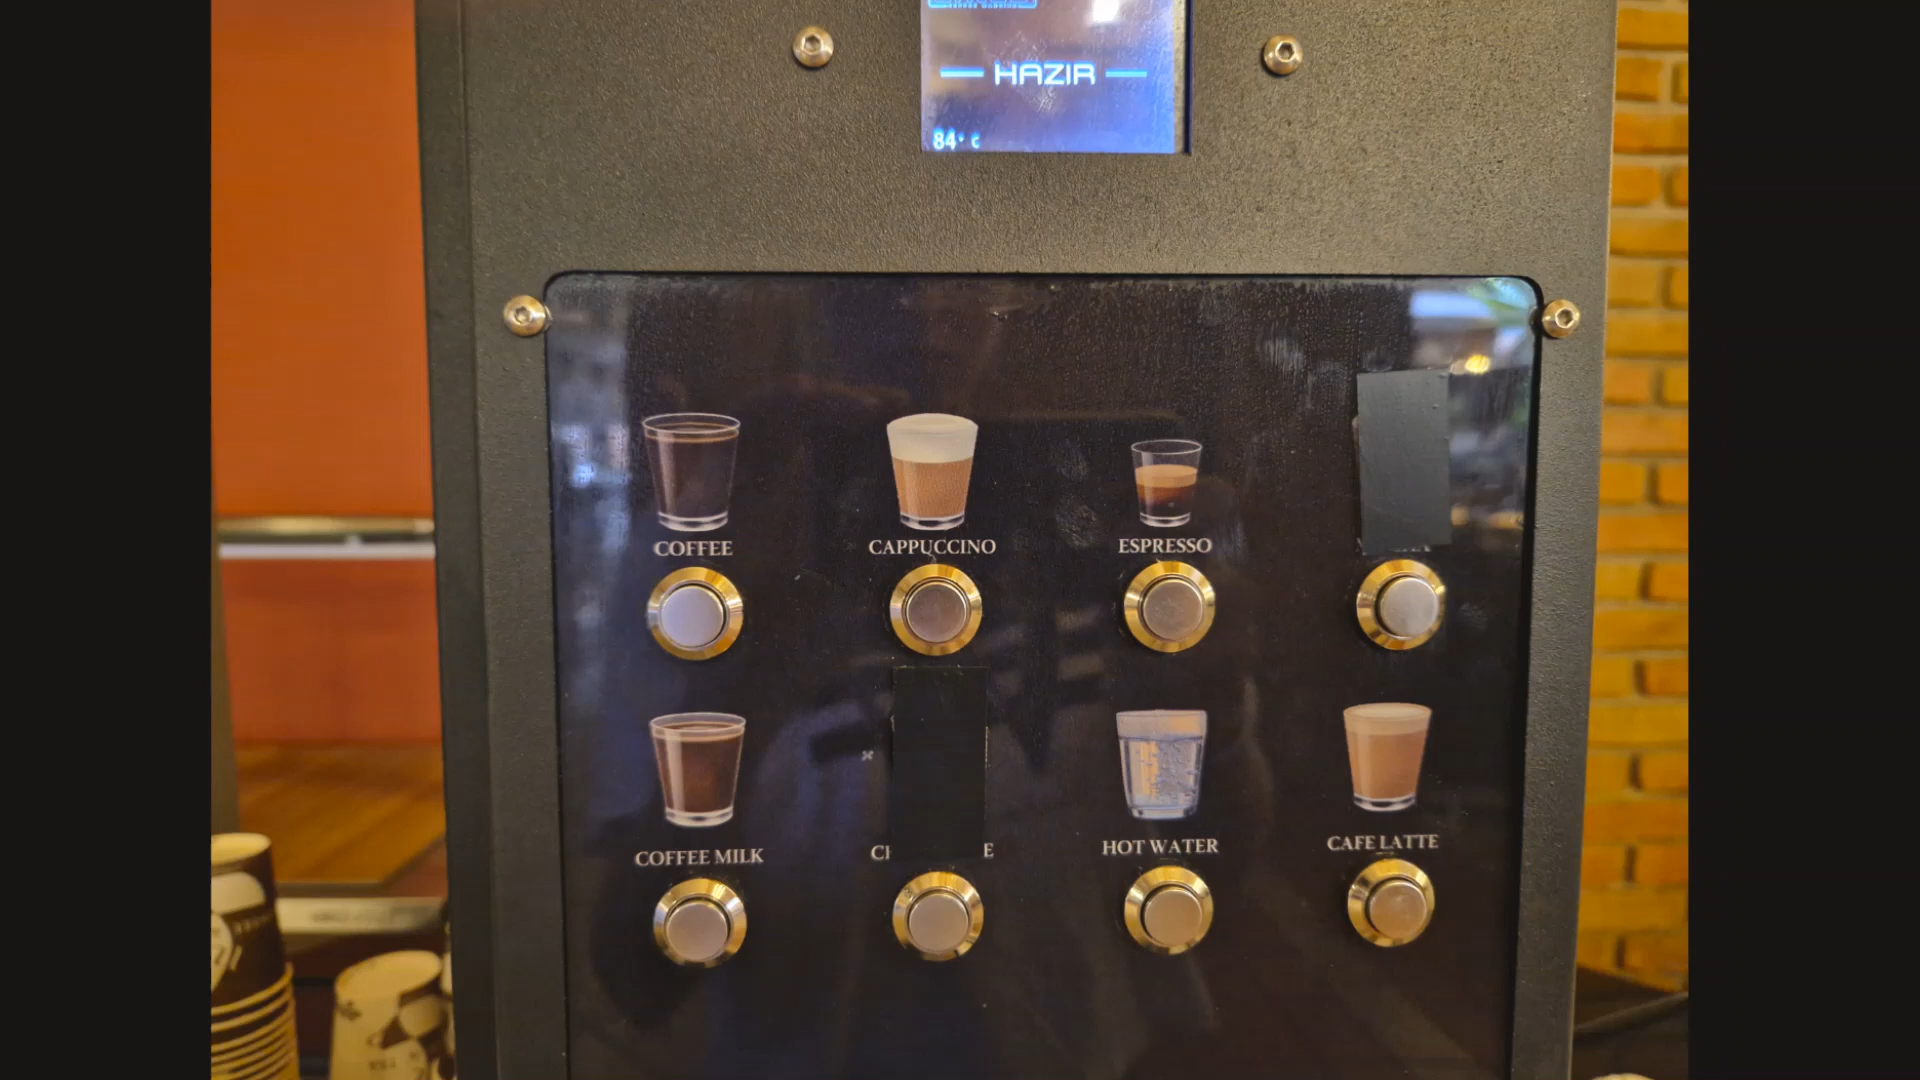 HAZIR
84° c
COFFEE
CAPPUCCINO
ESPRESSO
COFFEE MILK
HOT WATER
CAFE LATTE